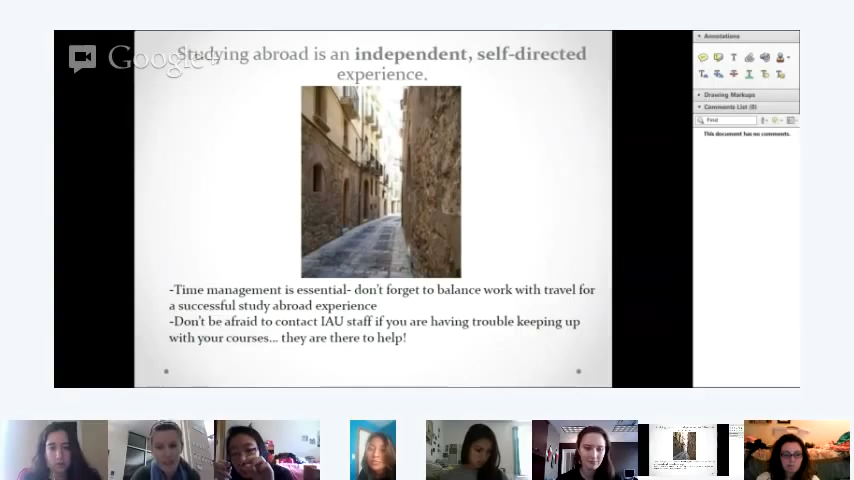 Studying abroad is an independent, self-directed
experience.
Google+
-Time management is essential- don't forget to balance work with travel for
a successful study abroad experience
-Don't be afraid to contact IAU staff if you are having trouble keeping up
with your courses... they are there to help!
Annotations
Drawing Markups
Comments List (0)
Find
This document has no comments.